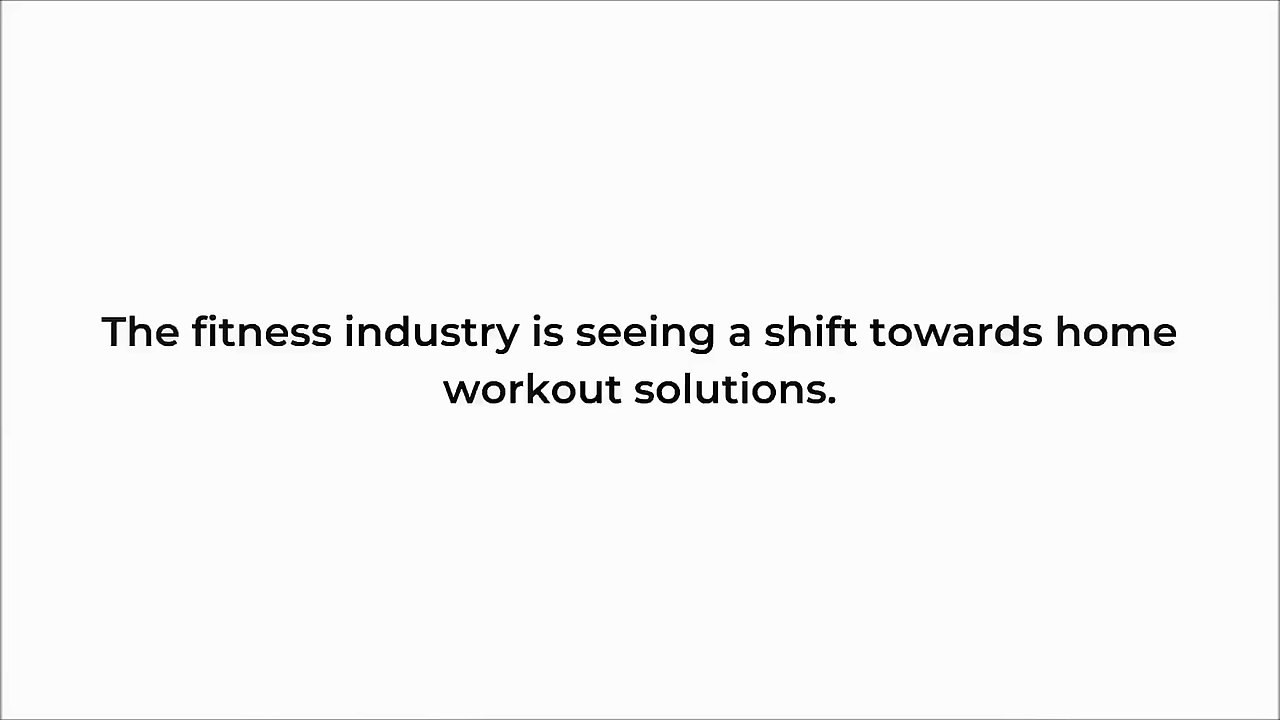 The fitness industry is seeing a shift towards home
workout solutions.